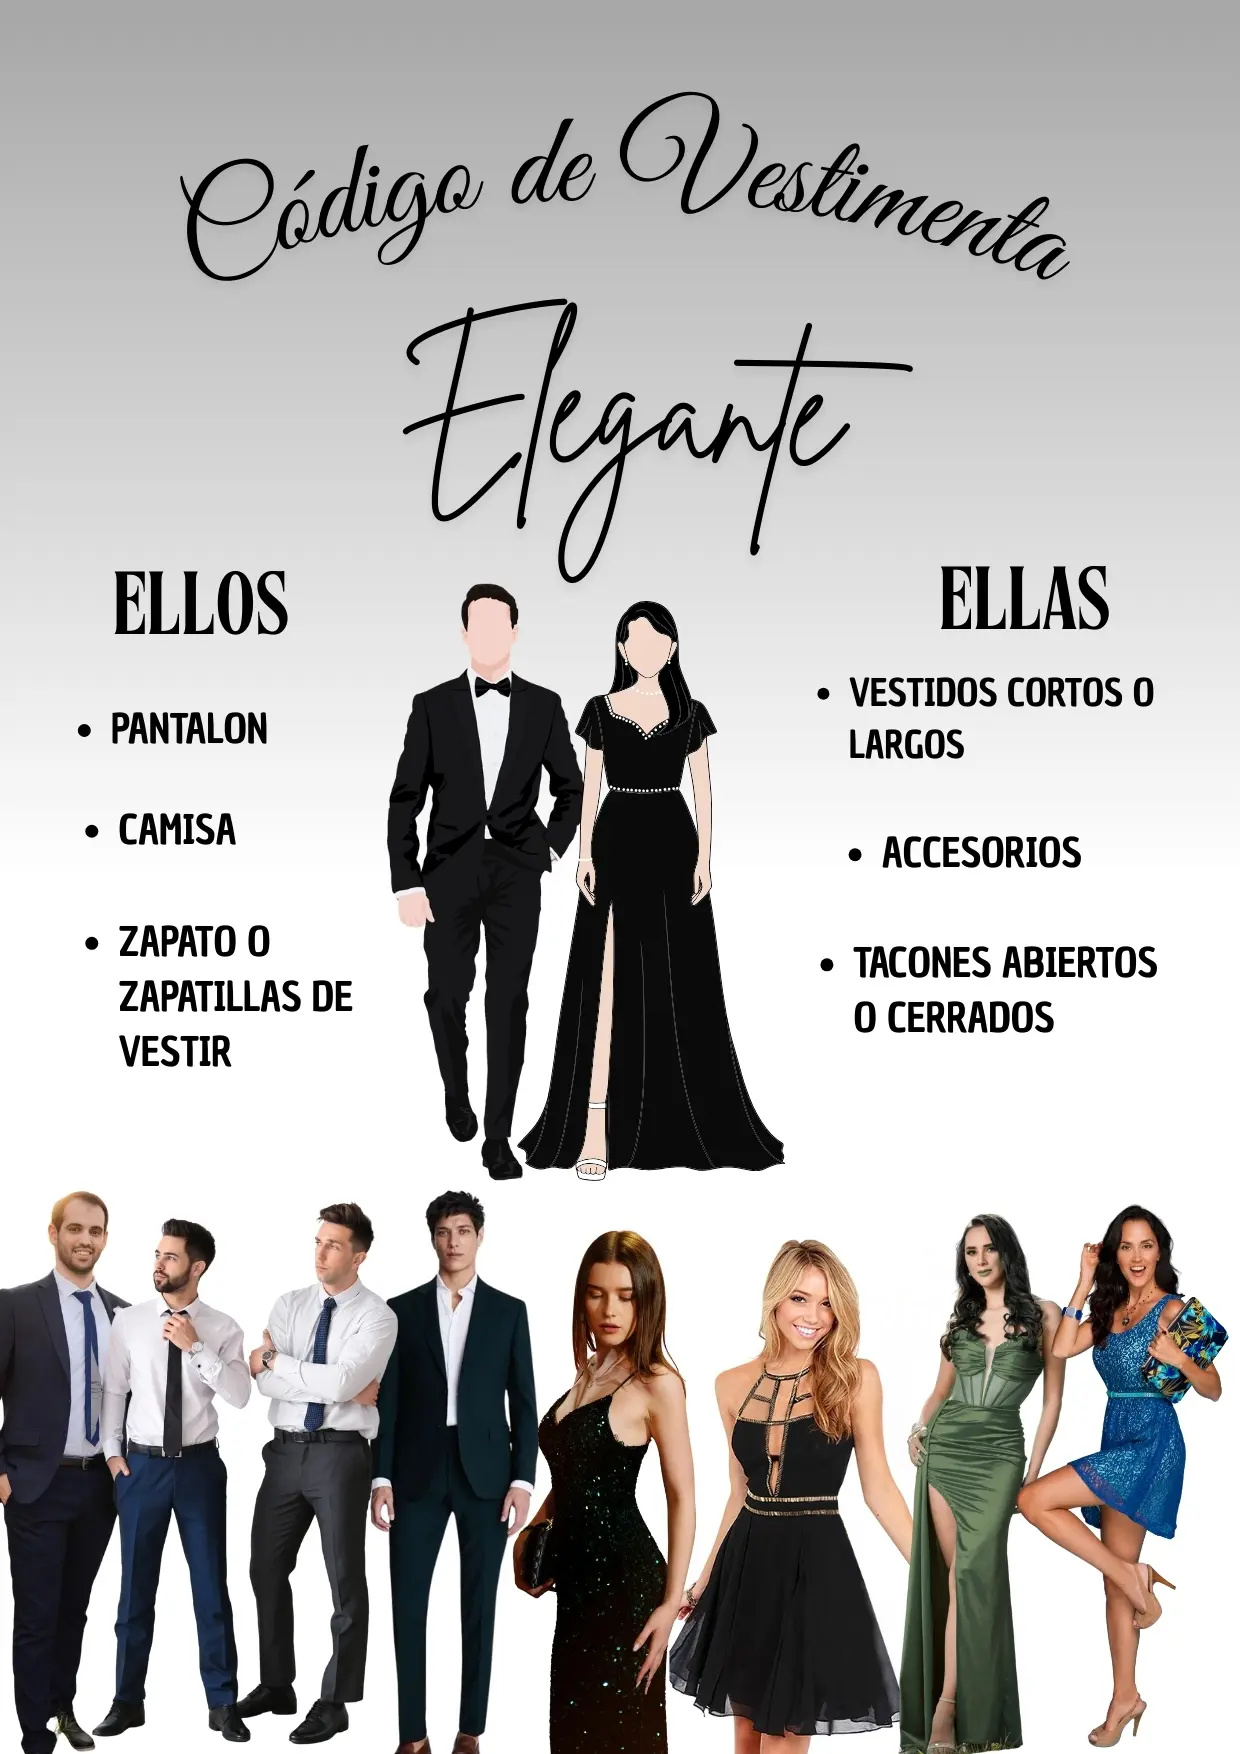 Código de Vestimenta
Elegante
ELLOS
• PANTALON
• CAMISA
• ZAPATO O
ZAPATILLAS DE
VESTIR
ELLAS
• VESTIDOS CORTOS O
LARGOS
• ACCESORIOS
• TACONES ABIERTOS
O CERRADOS